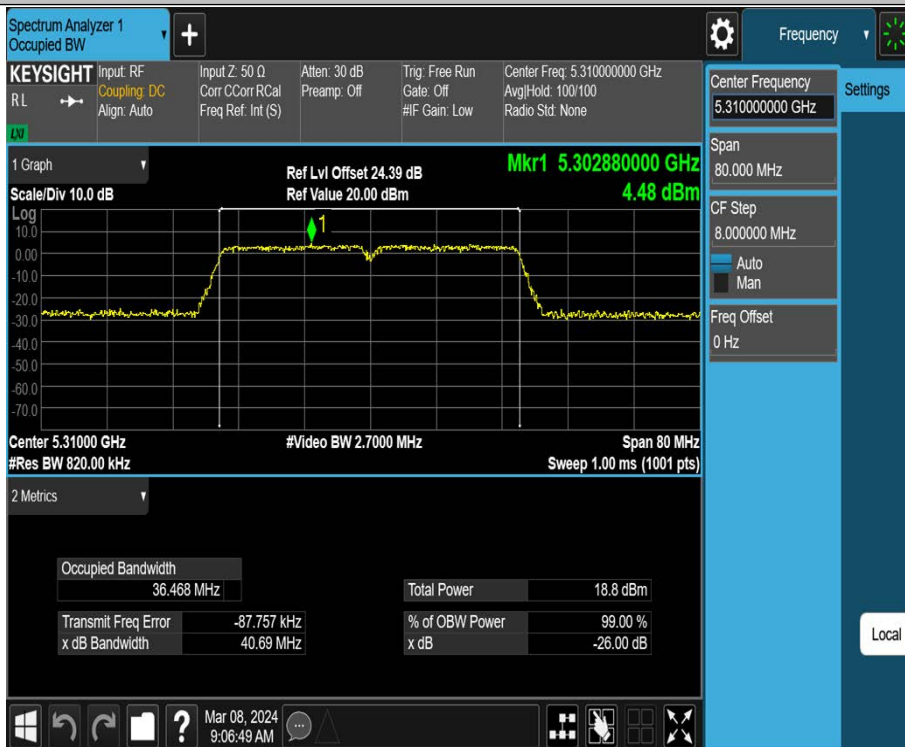 Spectrum Analyzer 1
Occupied BW
Frequency
KEYSIGHT
RL
LXI
Input: RF
Coupling: DC
Align: Auto
Input Z: 50 Ω
Corr CCorr RCal
Freq Ref: Int (S)
Atten: 30 dB
Preamp: Off
Trig: Free Run
Gate: Off
#IF Gain: Low
Center Freq: 5.310000000 GHz
Avg|Hold: 100/100
Radio Std: None
Center Frequency
5.310000000 GHz
Settings
Span
80.000 MHz
CF Step
8.000000 MHz
Auto
Man
Freq Offset
0 Hz
1 Graph
Scale/Div 10.0 dB
Ref Lvl Offset 24.39 dB
Ref Value 20.00 dBm
Mkr1 5.302880000 GHz
4.48 dBm
Log
1
10.0
0.00
-10.0
-20.0
-30.0
-40.0
-50.0
-60.0
-70.0
Center 5.31000 GHz
#Res BW 820.00 kHz
#Video BW 2.7000 MHz
Span 80 MHz
Sweep 1.00 ms (1001 pts)
2 Metrics
Occupied Bandwidth
36.468 MHz
Total Power 18.8 dBm
Transmit Freq Error -87.757 kHz
% of OBW Power 99.00 %
x dB Bandwidth 40.69 MHz
x dB -26.00 dB
Local
?
Mar 08, 2024
9:06:49 AM